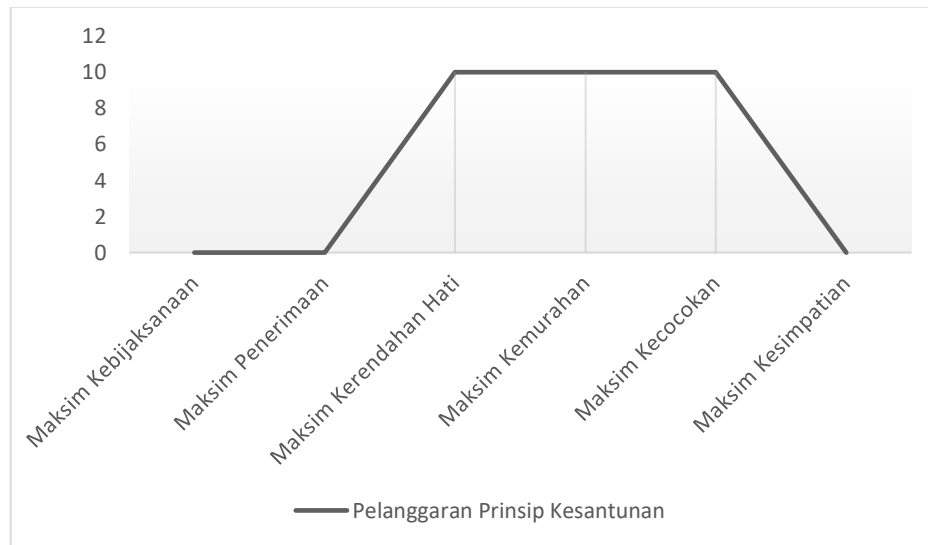 12
10
8
6
4
2
0
Maksim Kebijaksanaan
Maksim Penerimaan
Maksim Kerendahan Hati
Maksim Kemurahan
Maksim Kecocokan
Maksim Kesimpatian
Pelanggaran Prinsip Kesantunan